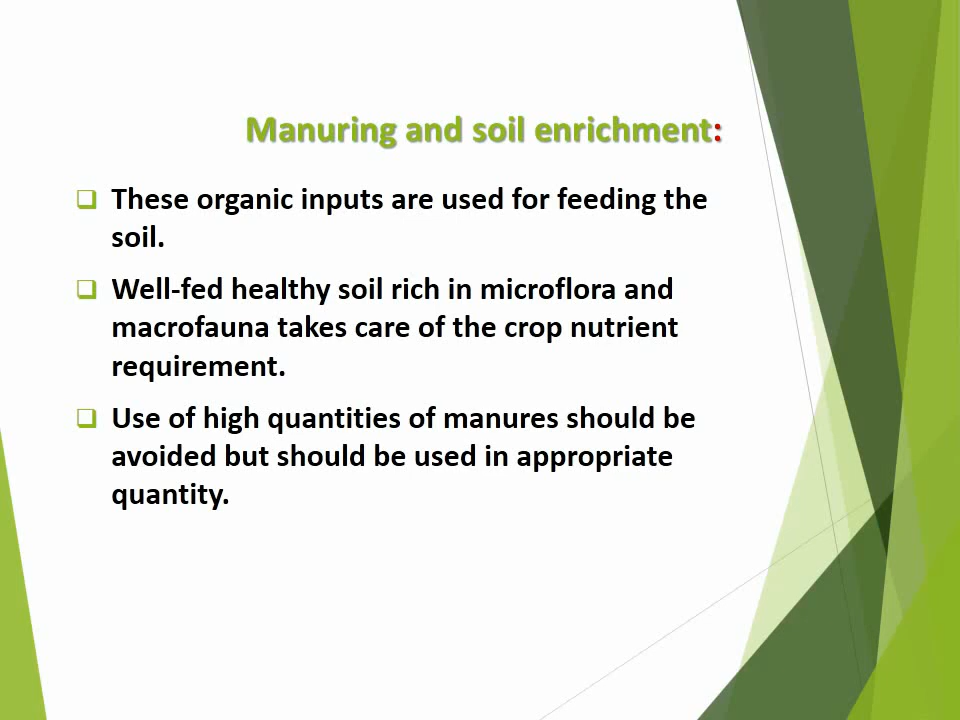 Manuring and soil enrichment:
These organic inputs are used for feeding the
soil.
Well-fed healthy soil rich in microflora and
macrofauna takes care of the crop nutrient
requirement.
Use of high quantities of manures should be
avoided but should be used in appropriate
quantity.